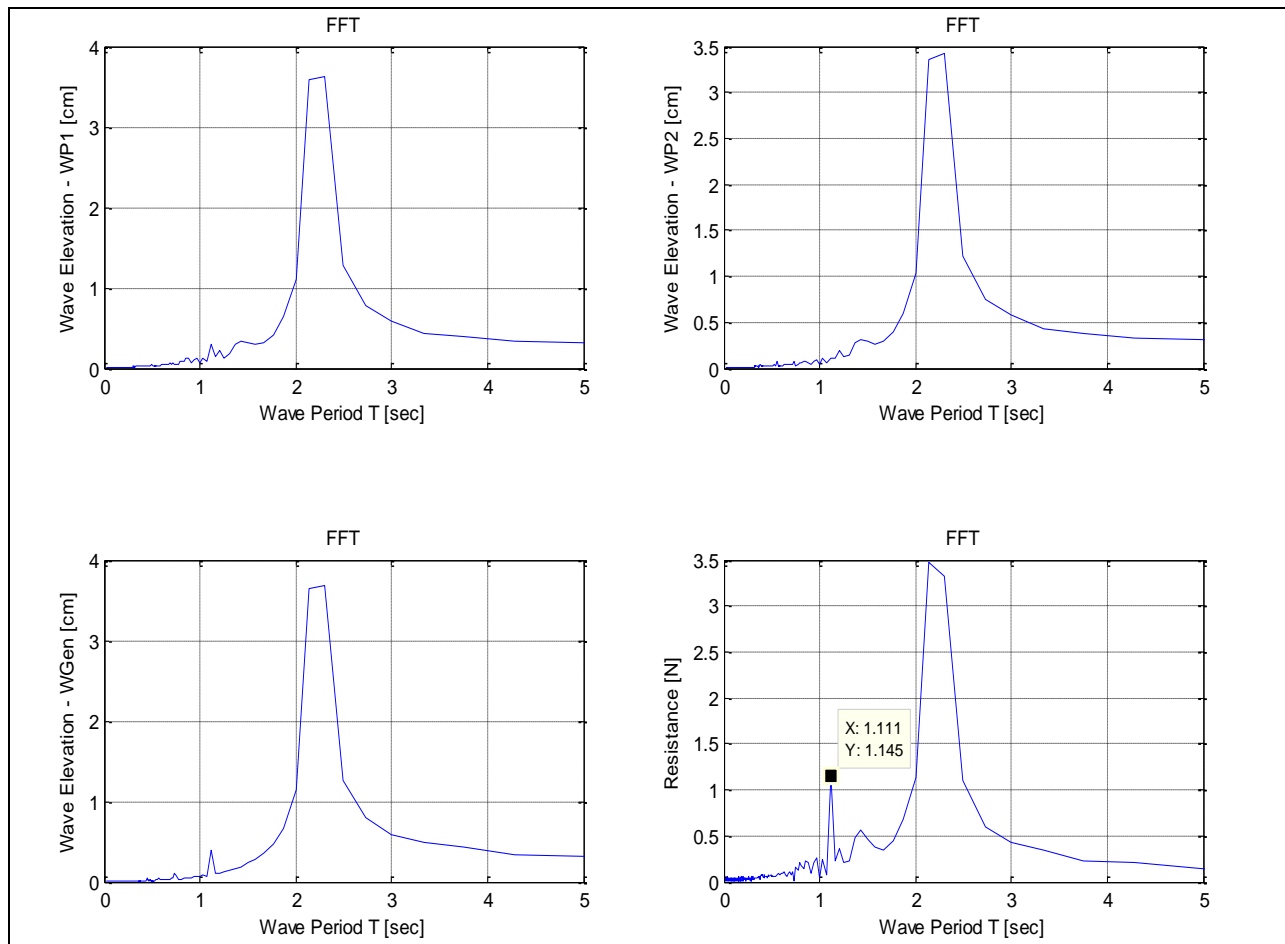 FFT
4
3
2
1
0
Wave Elevation - WP1 [cm]
0 1 2 3 4 5
Wave Period T [sec]
FFT
3.5
3
2.5
2
1.5
1
0.5
0
Wave Elevation - WP2 [cm]
0 1 2 3 4 5
Wave Period T [sec]
FFT
4
3
2
1
0
Wave Elevation - WGen [cm]
0 1 2 3 4 5
Wave Period T [sec]
FFT
3.5
3
2.5
2
1.5
1
0.5
0
Resistance [N]
X: 1.111
Y: 1.145
0 1 2 3 4 5
Wave Period T [sec]